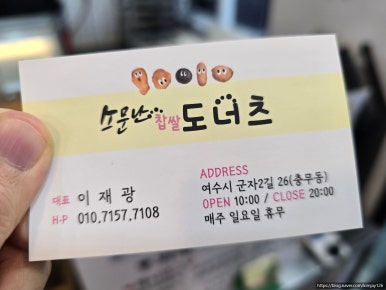 소문난 찹쌀 도너츠
대표 이재광
H·P 010.7157.7108
ADDRESS
여수시 군자2길 26(충무동)
OPEN 10:00 / CLOSE 20:00
매주 일요일 휴무